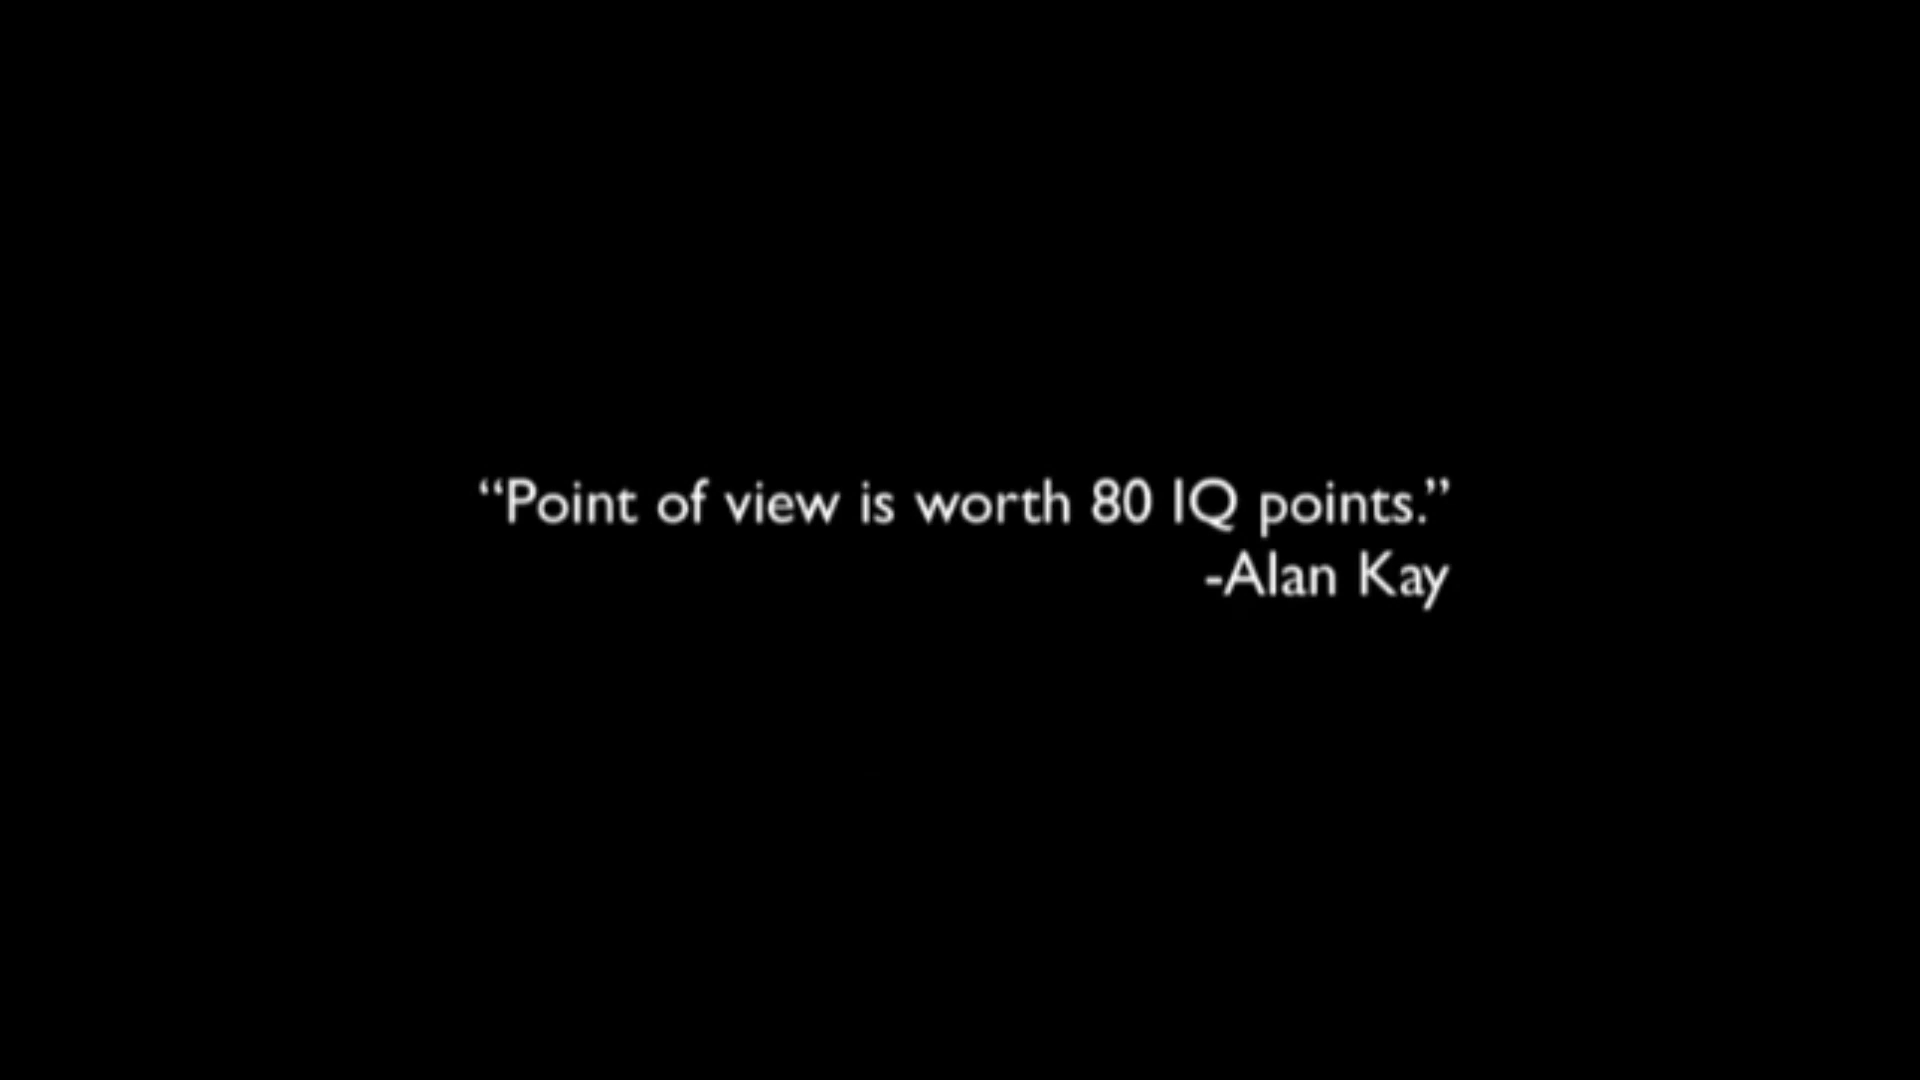 “Point of view is worth 80 IQ points.”
-Alan Kay